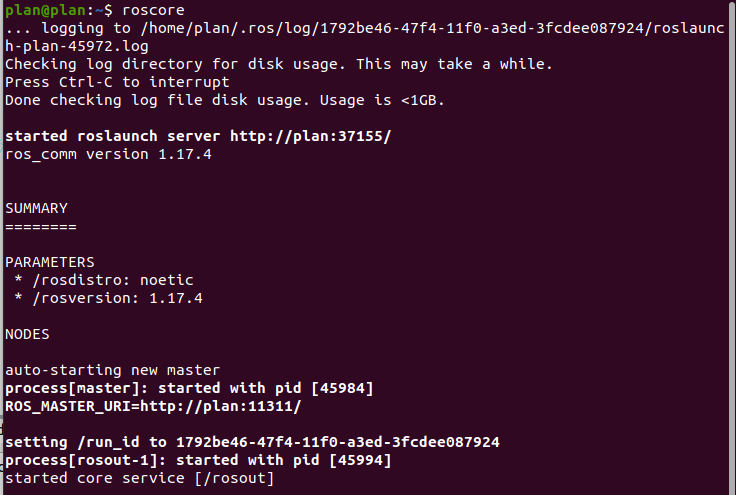 plan@plan:~$ roscore
... logging to /home/plan/.ros/log/1792be46-47f4-11f0-a3ed-3fcdee087924/roslaunc
h-plan-45972.log
Checking log directory for disk usage. This may take a while.
Press Ctrl-C to interrupt
Done checking log file disk usage. Usage is <1GB.

started roslaunch server http://plan:37155/
ros_comm version 1.17.4

SUMMARY
========

PARAMETERS
 * /rosdistro: noetic
 * /rosversion: 1.17.4

NODES

auto-starting new master
process[master]: started with pid [45984]
ROS_MASTER_URI=http://plan:11311/

setting /run_id to 1792be46-47f4-11f0-a3ed-3fcdee087924
process[rosout-1]: started with pid [45994]
started core service [/rosout]